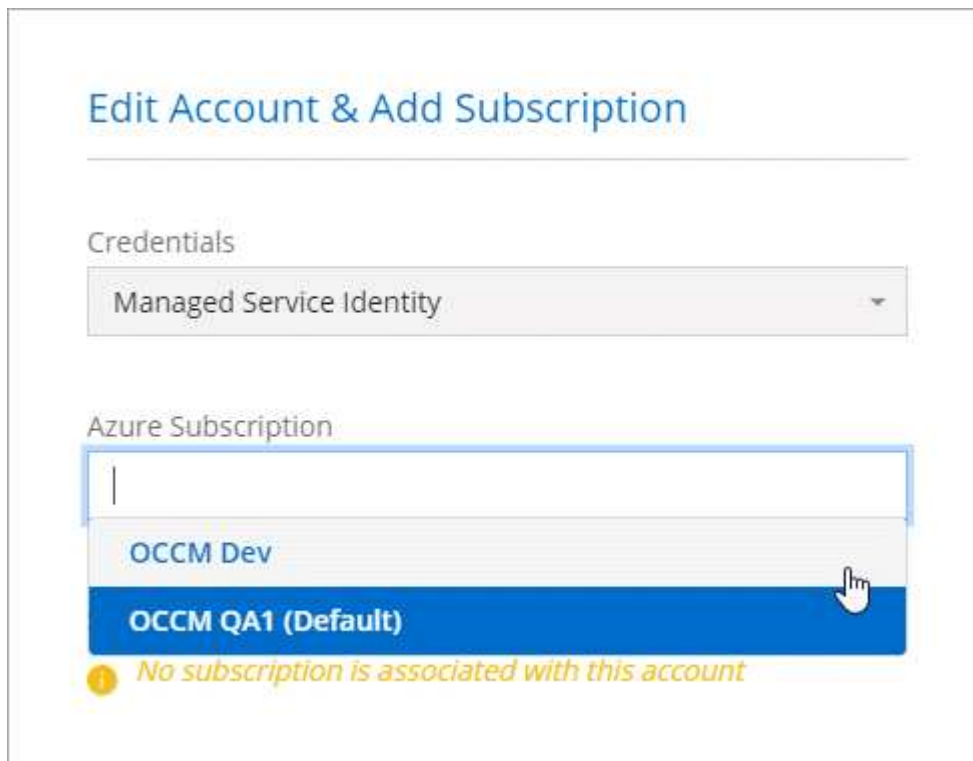 Edit Account & Add Subscription
Credentials
Managed Service Identity
Azure Subscription
OCCM Dev
OCCM QA1 (Default)
No subscription is associated with this account